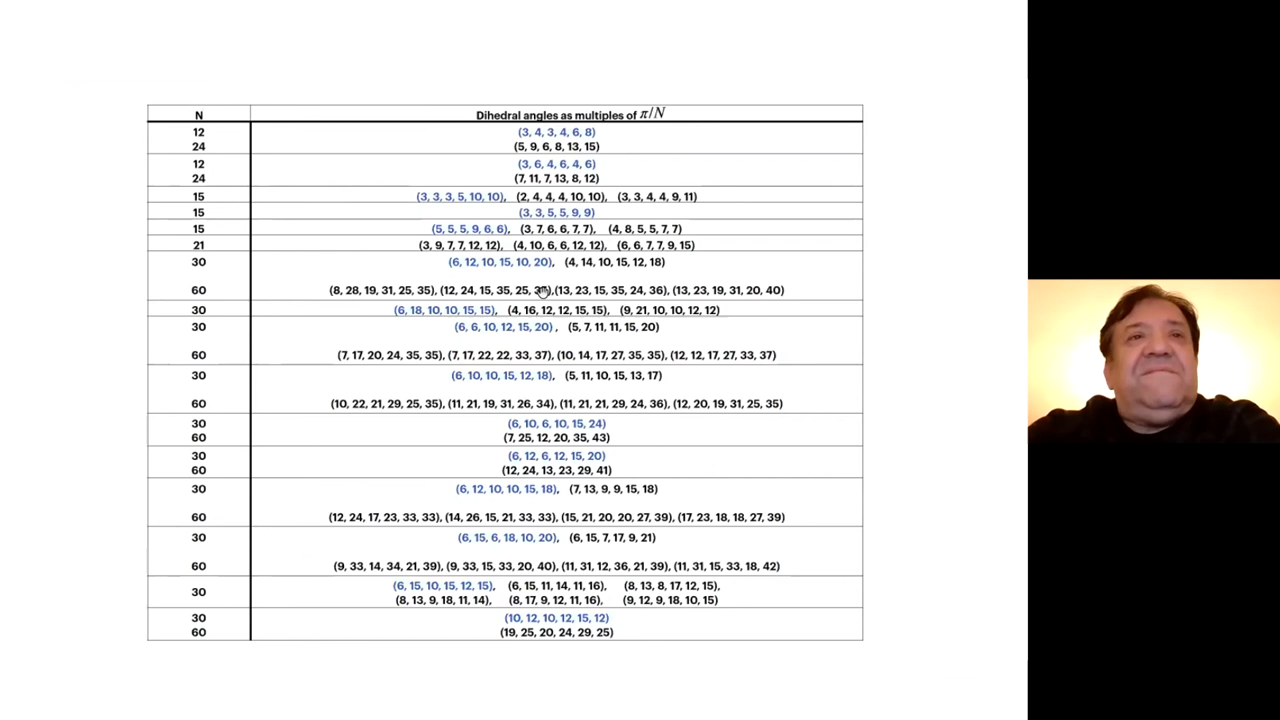 N Dihedral angles as multiples of π/N
12 (3, 4, 3, 4, 6, 8)
24 (5, 9, 6, 8, 13, 15)
12 (3, 6, 4, 6, 4, 6)
24 (7, 11, 7, 13, 8, 12)
15 (3, 3, 3, 5, 10, 10), (2, 4, 4, 4, 10, 10), (3, 3, 4, 4, 9, 11)
15 (3, 3, 5, 5, 9, 9)
15 (5, 5, 5, 9, 6, 6), (3, 7, 6, 6, 7, 7), (4, 8, 5, 5, 7, 7)
21 (3, 9, 7, 7, 12, 12), (4, 10, 6, 6, 12, 12), (6, 6, 7, 7, 9, 15)
30 (6, 12, 10, 15, 10, 20), (4, 14, 10, 15, 12, 18)
60 (8, 28, 19, 31, 25, 35), (12, 24, 15, 35, 25, ),(13, 23, 15, 35, 24, 36), (13, 23, 19, 31, 20, 40)
30 (6, 18, 10, 10, 15, 15), (4, 16, 12, 12, 15, 15), (9, 21, 10, 10, 12, 12)
30 (6, 6, 10, 12, 15, 20), (5, 7, 11, 11, 15, 20)
60 (7, 17, 20, 24, 35, 35), (7, 17, 22, 22, 33, 37), (10, 14, 17, 27, 35, 35), (12, 12, 17, 27, 33, 37)
30 (6, 10, 10, 15, 12, 18), (5, 11, 10, 15, 13, 17)
60 (10, 22, 21, 29, 25, 35), (11, 21, 19, 31, 26, 34), (11, 21, 21, 29, 24, 36), (12, 20, 19, 31, 25, 35)
30 (6, 10, 6, 10, 15, 24)
60 (7, 25, 12, 20, 35, 43)
30 (6, 12, 6, 12, 15, 20)
60 (12, 24, 13, 23, 29, 41)
30 (6, 12, 10, 10, 15, 18), (7, 13, 9, 9, 15, 18)
60 (12, 24, 17, 23, 33, 33), (14, 26, 15, 21, 33, 33), (15, 21, 20, 20, 27, 39), (17, 23, 18, 18, 27, 39)
30 (6, 15, 6, 18, 10, 20), (6, 15, 7, 17, 9, 21)
60 (9, 33, 14, 34, 21, 39), (9, 33, 15, 33, 20, 40), (11, 31, 12, 36, 21, 39), (11, 31, 15, 33, 18, 42)
30 (6, 15, 10, 15, 12, 15), (6, 15, 11, 14, 11, 16), (8, 13, 8, 17, 12, 15),
(8, 13, 9, 18, 11, 14), (8, 17, 9, 12, 11, 16), (9, 12, 9, 18, 10, 15)
30 (10, 12, 10, 12, 15, 12)
60 (19, 25, 20, 24, 29, 25)